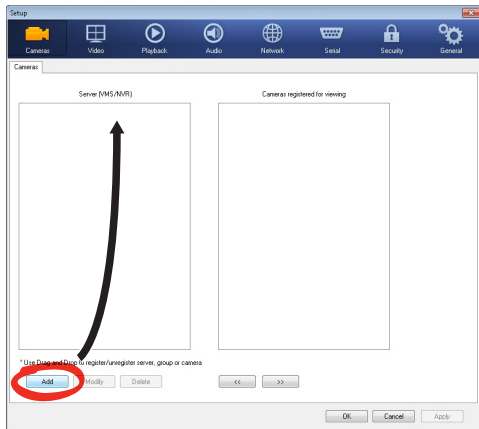 Setup
Cameras Video Playback Audio Network Serial Security General
Cameras
Server (VMS/NVR) Cameras registered for viewing
* Use Drag and Drop to register/unregister server, group or camera
Add Modify Delete << >>
OK Cancel Apply